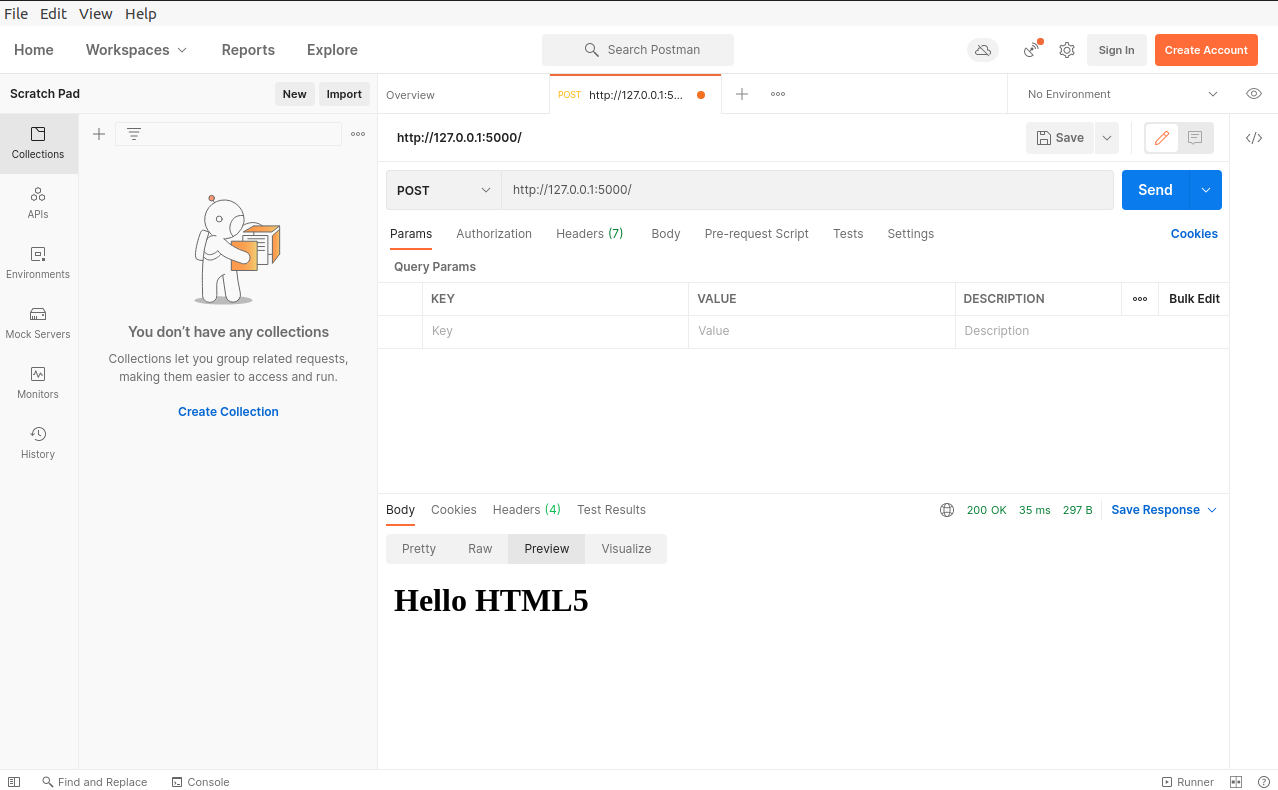 File Edit View Help
Home Workspaces Reports Explore Search Postman Sign In Create Account
Scratch Pad New Import Overview POST http://127.0.0.1:5... No Environment
Collections
APIs
Environments
Mock Servers
Monitors
History
You don’t have any collections
Collections let you group related requests,
making them easier to access and run.
Create Collection
http://127.0.0.1:5000/ Save
POST http://127.0.0.1:5000/ Send
Params Authorization Headers (7) Body Pre-request Script Tests Settings Cookies
Query Params
KEY VALUE DESCRIPTION Bulk Edit
Key Value Description
Body Cookies Headers (4) Test Results 200 OK 35 ms 297 B Save Response
Pretty Raw Preview Visualize
Hello HTML5
Find and Replace Console Runner